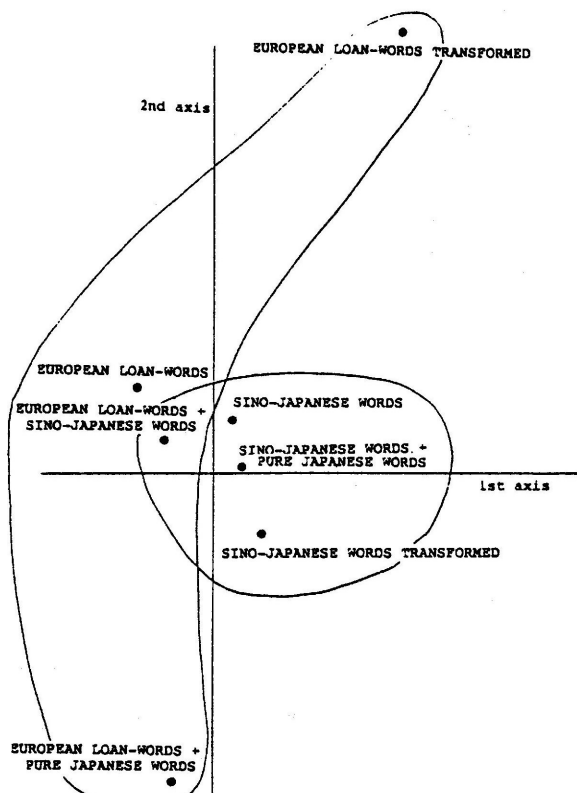 EUROPEAN LOAN-WORDS TRANSFORMED
2nd axis
EUROPEAN LOAN-WORDS
EUROPEAN LOAN-WORDS +
SINO-JAPANESE WORDS
SINO-JAPANESE WORDS
SINO-JAPANESE WORDS. +
PURE JAPANESE WORDS
1st axis
SINO-JAPANESE WORDS TRANSFORMED
EUROPEAN LOAN-WORDS +
PURE JAPANESE WORDS